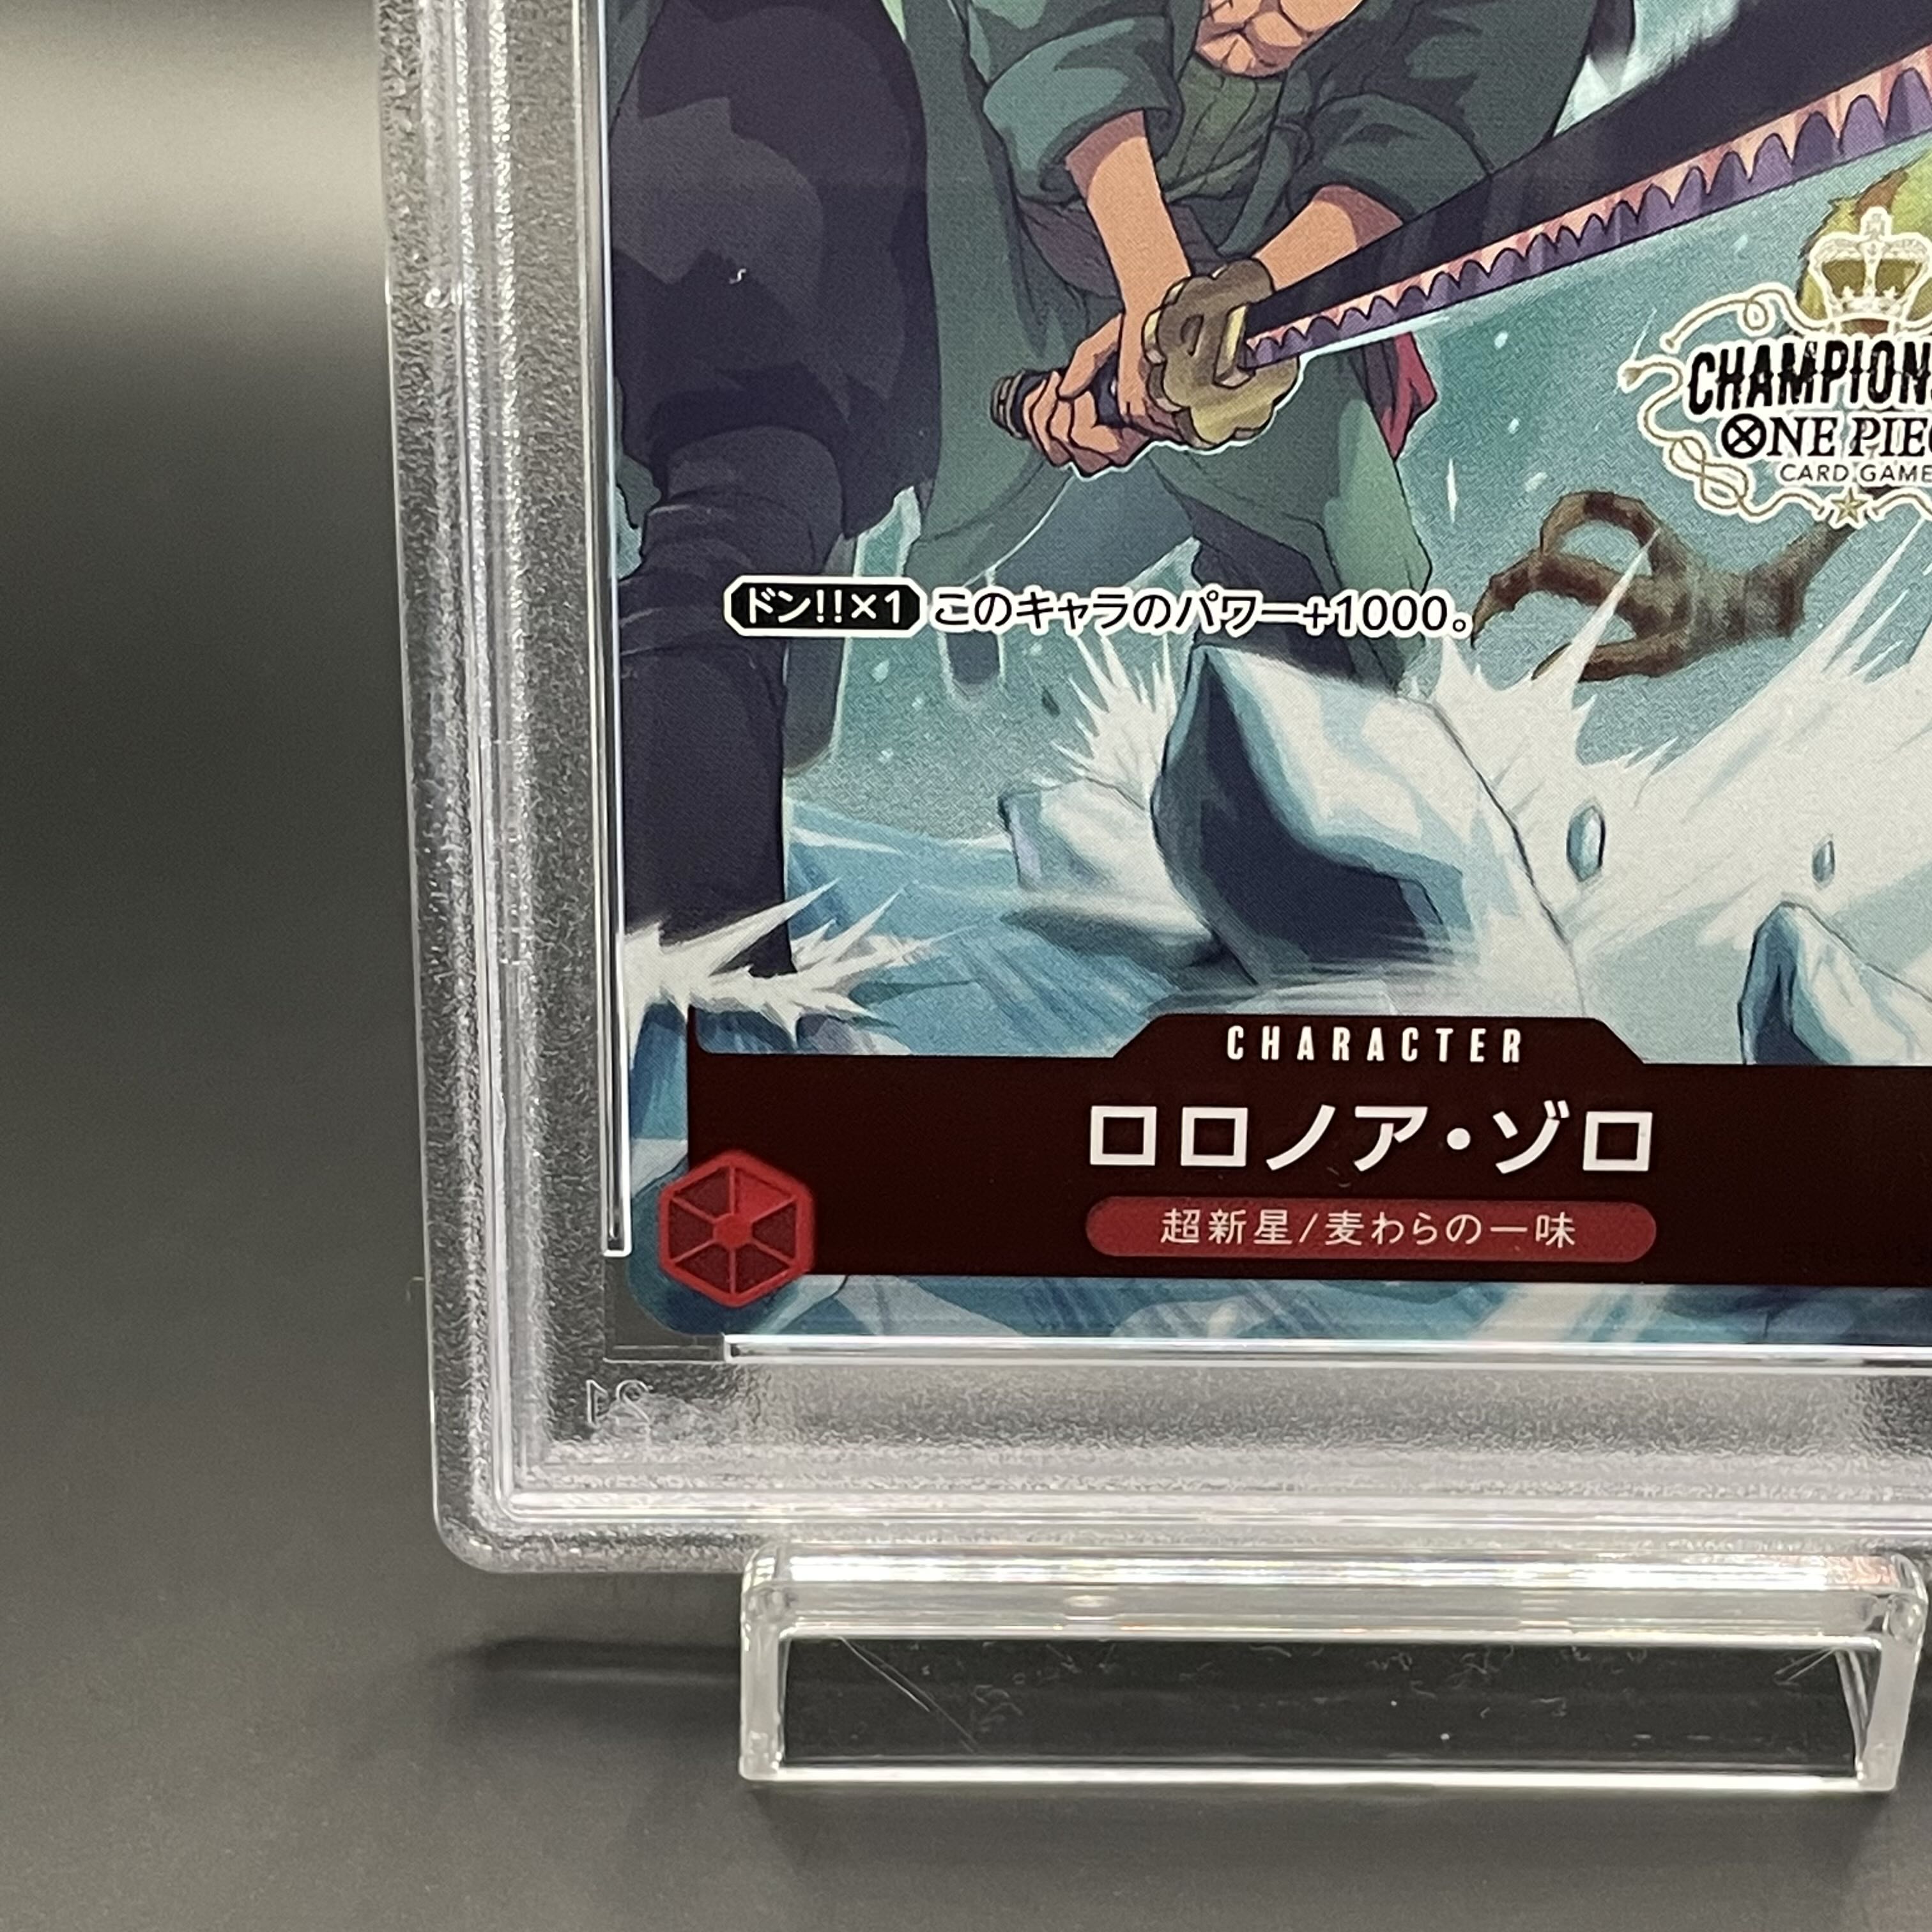 CHAMPION
ONE PIE
CARD GAME
ドン!!×1 このキャラのパワー+1000。
CHARACTER
ロロノア・ゾロ
超新星/麦わらの一味